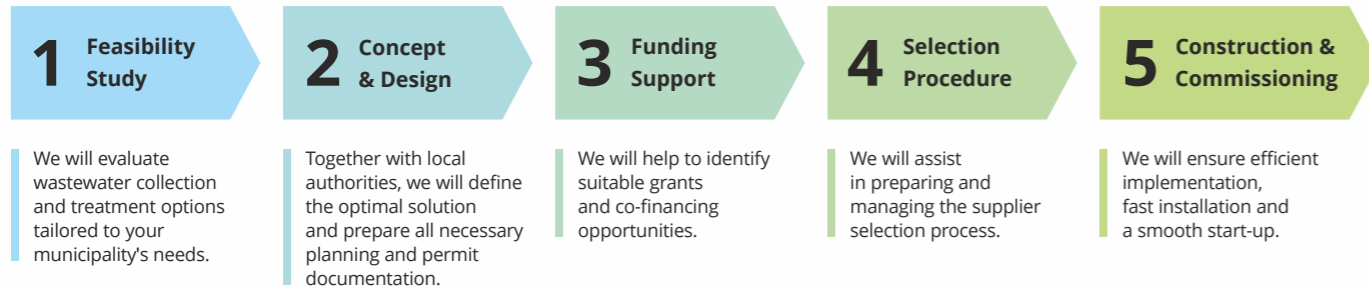 1
Feasibility
Study
We will evaluate
wastewater collection
and treatment options
tailored to your
municipality's needs.
2
Concept
& Design
Together with local
authorities, we will define
the optimal solution
and prepare all necessary
planning and permit
documentation.
3
Funding
Support
We will help to identify
suitable grants
and co-financing
opportunities.
4
Selection
Procedure
We will assist
in preparing and
managing the supplier
selection process.
5
Construction &
Commissioning
We will ensure efficient
implementation,
fast installation and
a smooth start-up.